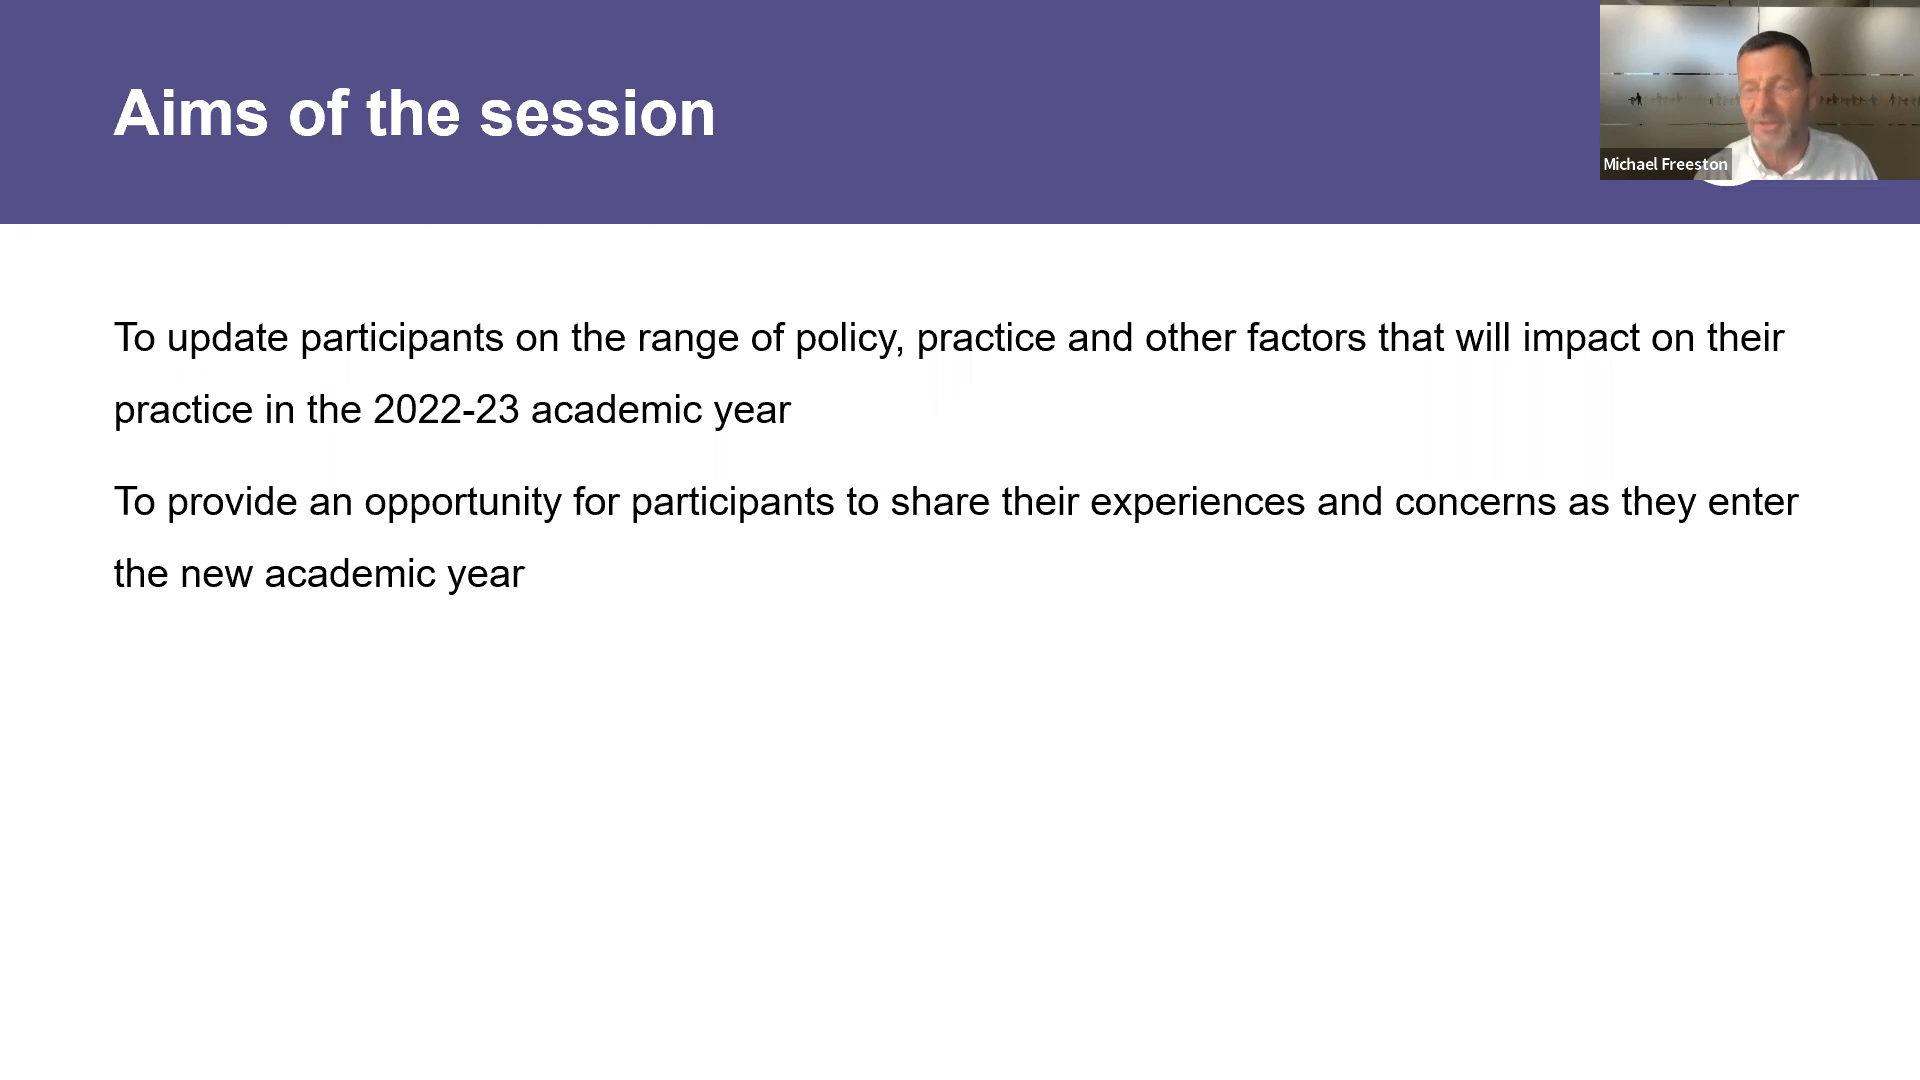 Aims of the session
Michael Freeston
To update participants on the range of policy, practice and other factors that will impact on their
practice in the 2022-23 academic year
To provide an opportunity for participants to share their experiences and concerns as they enter
the new academic year